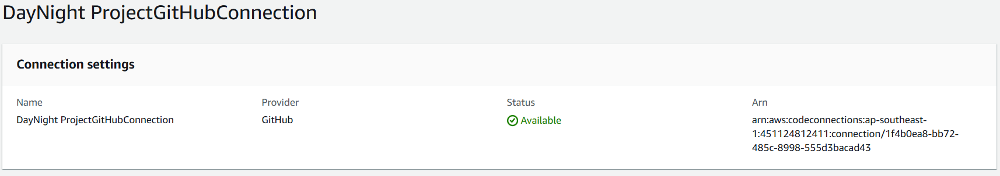 DayNight ProjectGitHubConnection
Connection settings
Name
DayNight ProjectGitHubConnection
Provider
GitHub
Status
Available
Arn
arn:aws:codeconnections:ap-southeast-
1:451124812411:connection/1f4b0ea8-bb72-
485c-8998-555d3bacad43